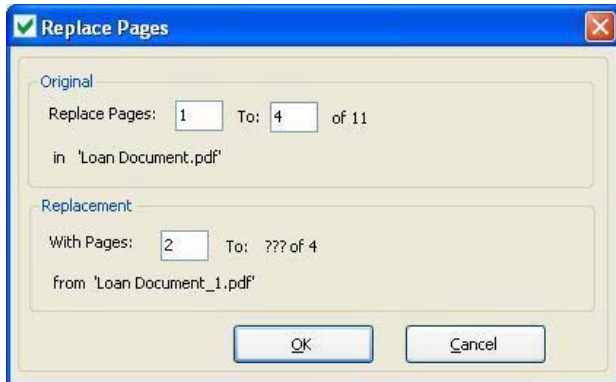 Replace Pages
Original
Replace Pages: 1 To: 4 of 11
in 'Loan Document.pdf'
Replacement
With Pages: 2 To: ??? of 4
from 'Loan Document_1.pdf'
OK Cancel